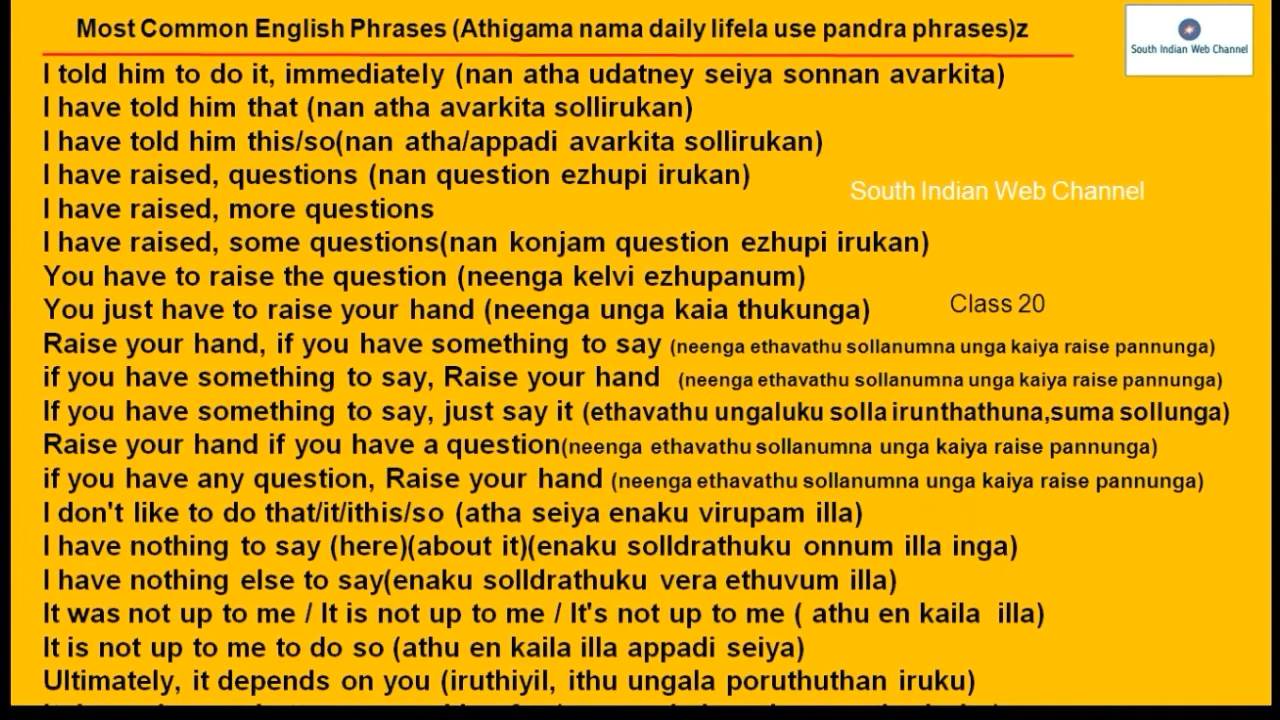 Most Common English Phrases (Athigama nama daily lifela use pandra phrases)z
South Indian Web Channel
I told him to do it, immediately (nan atha udatney seiya sonnan avarkita)
I have told him that (nan atha avarkita sollirukan)
I have told him this/so(nan atha/appadi avarkita sollirukan)
I have raised, questions (nan question ezhupi irukan)
South Indian Web Channel
I have raised, more questions
I have raised, some questions(nan konjam question ezhupi irukan)
You have to raise the question (neenga kelvi ezhupanum)
You just have to raise your hand (neenga unga kaia thukunga)
Class 20
Raise your hand, if you have something to say (neenga ethavathu sollanumna unga kaiya raise pannunga)
if you have something to say, Raise your hand (neenga ethavathu sollanumna unga kaiya raise pannunga)
If you have something to say, just say it (ethavathu ungaluku solla irunthathuna,suma sollunga)
Raise your hand if you have a question(neenga ethavathu sollanumna unga kaiya raise pannunga)
if you have any question, Raise your hand (neenga ethavathu sollanumna unga kaiya raise pannunga)
I don't like to do that/it/ithis/so (atha seiya enaku virupam illa)
I have nothing to say (here)(about it)(enaku solldrathuku onnum illa inga)
I have nothing else to say(enaku solldrathuku vera ethuvum illa)
It was not up to me / It is not up to me / It's not up to me ( athu en kaila illa)
It is not up to me to do so (athu en kaila illa appadi seiya)
Ultimately, it depends on you (iruthiyil, ithu ungala poruthuthan iruku)